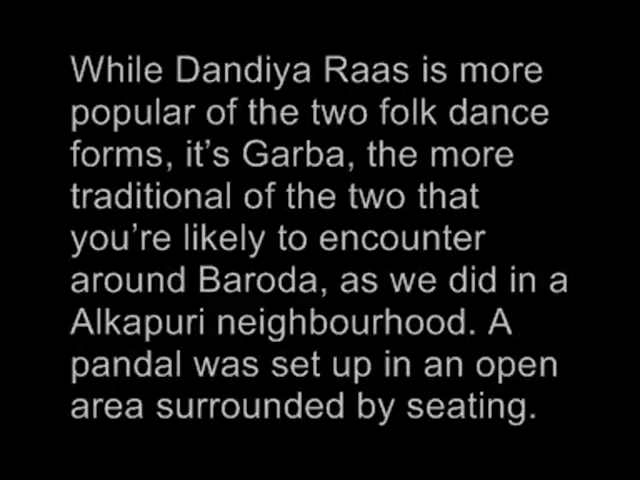 While Dandiya Raas is more
popular of the two folk dance
forms, it's Garba, the more
traditional of the two that
you're likely to encounter
around Baroda, as we did in a
Alkapuri neighbourhood. A
pandal was set up in an open
area surrounded by seating.